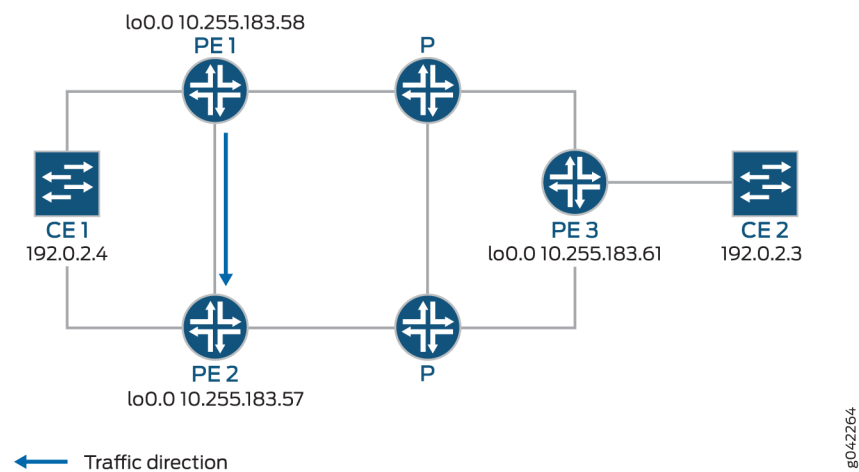 lo0.0 10.255.183.58
PE 1
P
CE 1
192.0.2.4
PE 3
lo0.0 10.255.183.61
CE 2
192.0.2.3
PE 2
lo0.0 10.255.183.57
P
Traffic direction
g042264